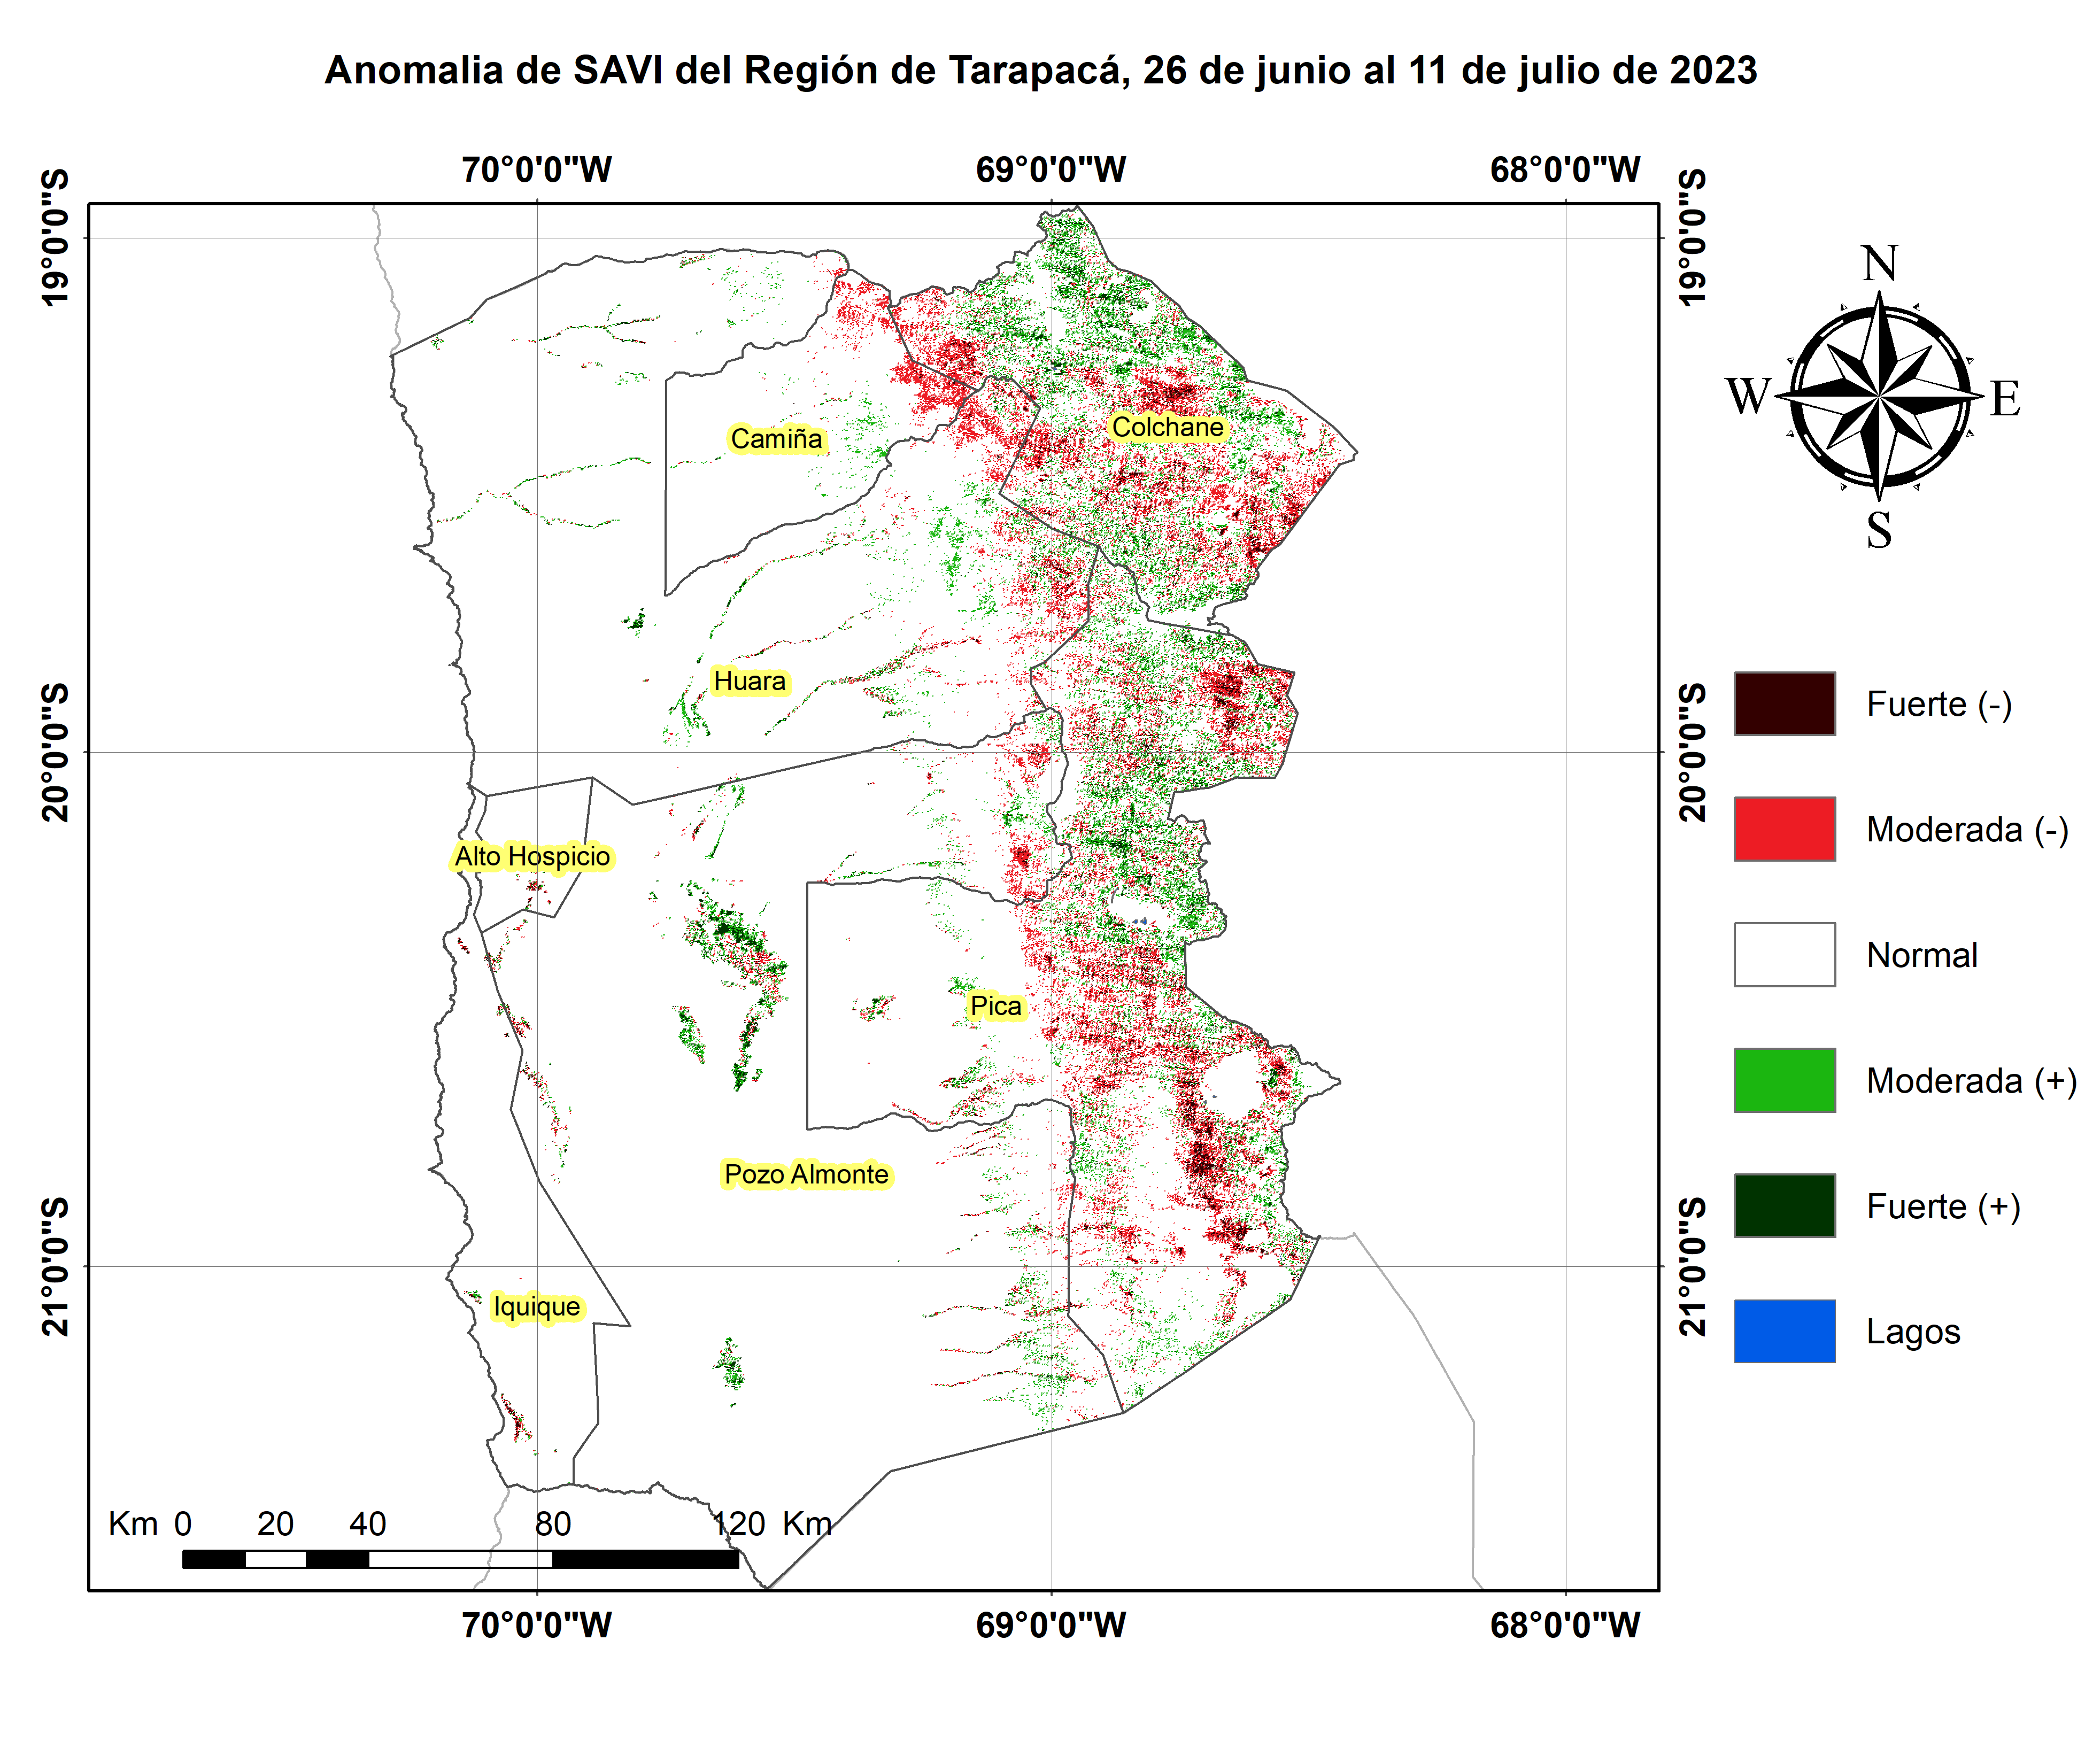 Anomalia de SAVI del Región de Tarapacá, 26 de junio al 11 de julio de 2023
70°0'0"W 69°0'0"W 68°0'0"W
19°0'0"S 19°0'0"S
N
W E
S
Colchane
Camiña
Huara
20°0'0"S 20°0'0"S
Alto Hospicio
Pica
Pozo Almonte
21°0'0"S 21°0'0"S
Iquique
Fuerte (-)
Moderada (-)
Normal
Moderada (+)
Fuerte (+)
Lagos
Km 0 20 40 80 120 Km
70°0'0"W 69°0'0"W 68°0'0"W